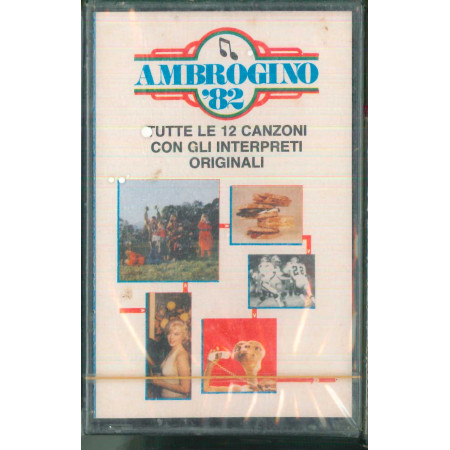 AMBROGINO
'82
TUTTE LE 12 CANZONI
CON GLI INTERPRETI
ORIGINALI